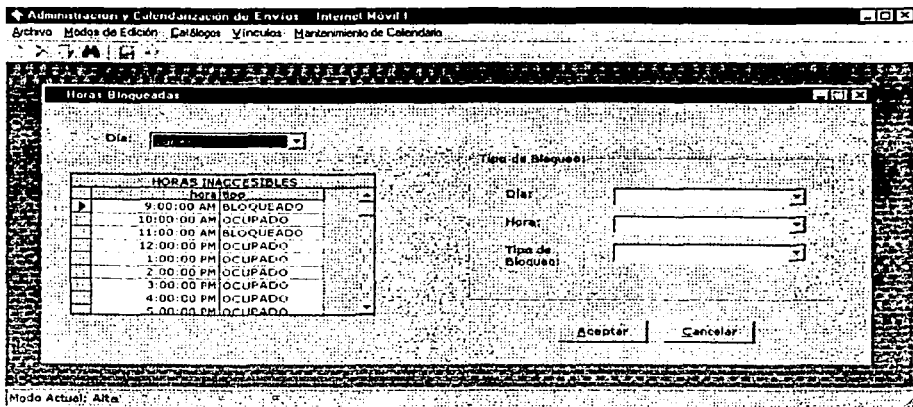 Administración y Calendarización de Envíos Internet Móvil !
Archivo Modos de Edición Catálogos Vínculos Mantenimiento de Calendario
Horas Bloqueadas
Día:
Tipo de Bloqueo:
HORAS INACCESIBLES
hora tipo
9:00:00 AM BLOQUEADO
10:00:00 AM OCUPADO
11:00:00 AM BLOQUEADO
12:00:00 PM OCUPADO
1:00:00 PM OCUPADO
2:00:00 PM OCUPADO
3:00:00 PM OCUPADO
4:00:00 PM OCUPADO
5:00:00 PM OCUPADO
Día:
Hora:
Tipo de
Bloqueo:
Aceptar Cancelar
Modo Actual: Alta